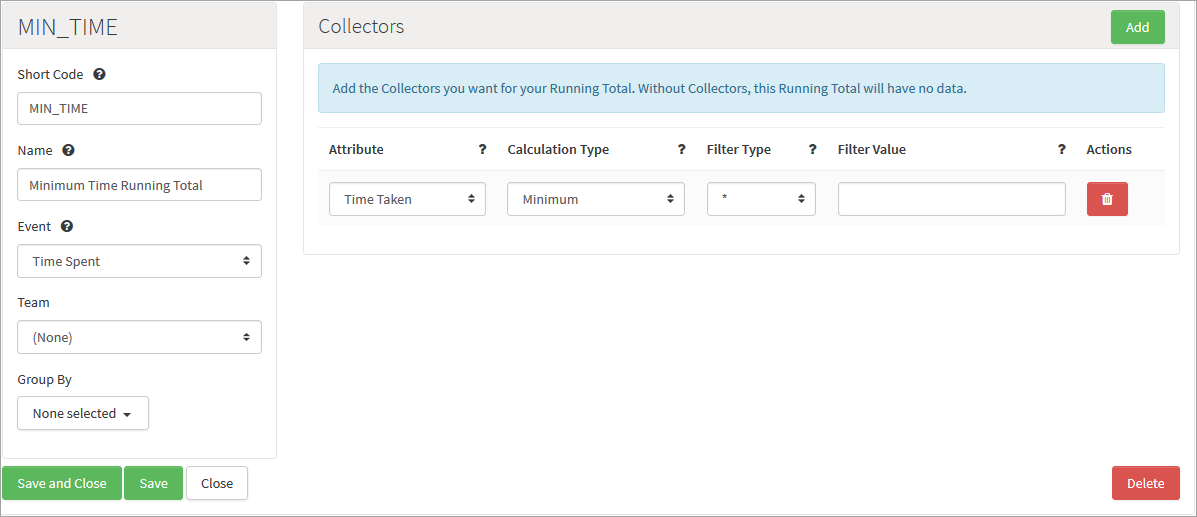 MIN_TIME
Short Code ?
MIN_TIME
Name ?
Minimum Time Running Total
Event ?
Time Spent
Team
(None)
Group By
None selected
Save and Close Save Close
Collectors
Add
Add the Collectors you want for your Running Total. Without Collectors, this Running Total will have no data.
Attribute ? Calculation Type ? Filter Type ? Filter Value ? Actions
Time Taken Minimum *
Delete